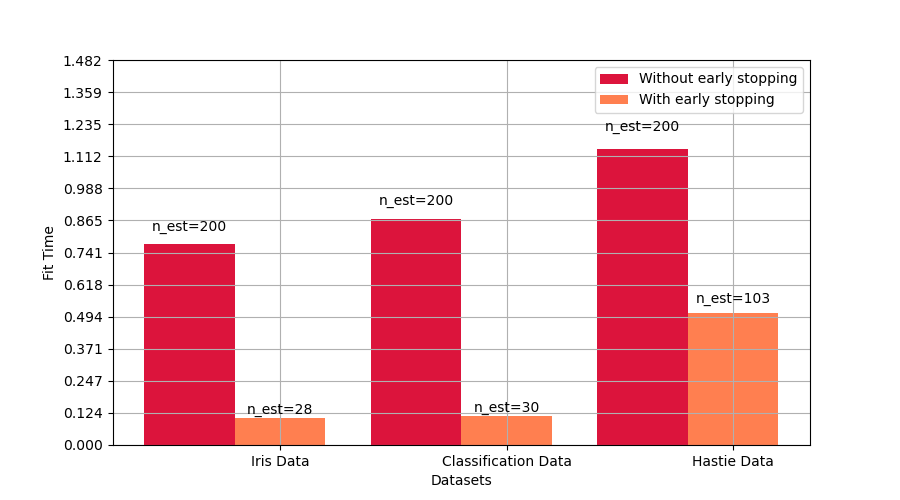 1.482
1.359
1.235
1.112
0.988
0.865
0.741
0.618
0.494
0.371
0.247
0.124
0.000
Fit Time
Without early stopping
With early stopping
n_est=200
n_est=200
n_est=200
n_est=28
n_est=30
n_est=103
Iris Data
Classification Data
Hastie Data
Datasets